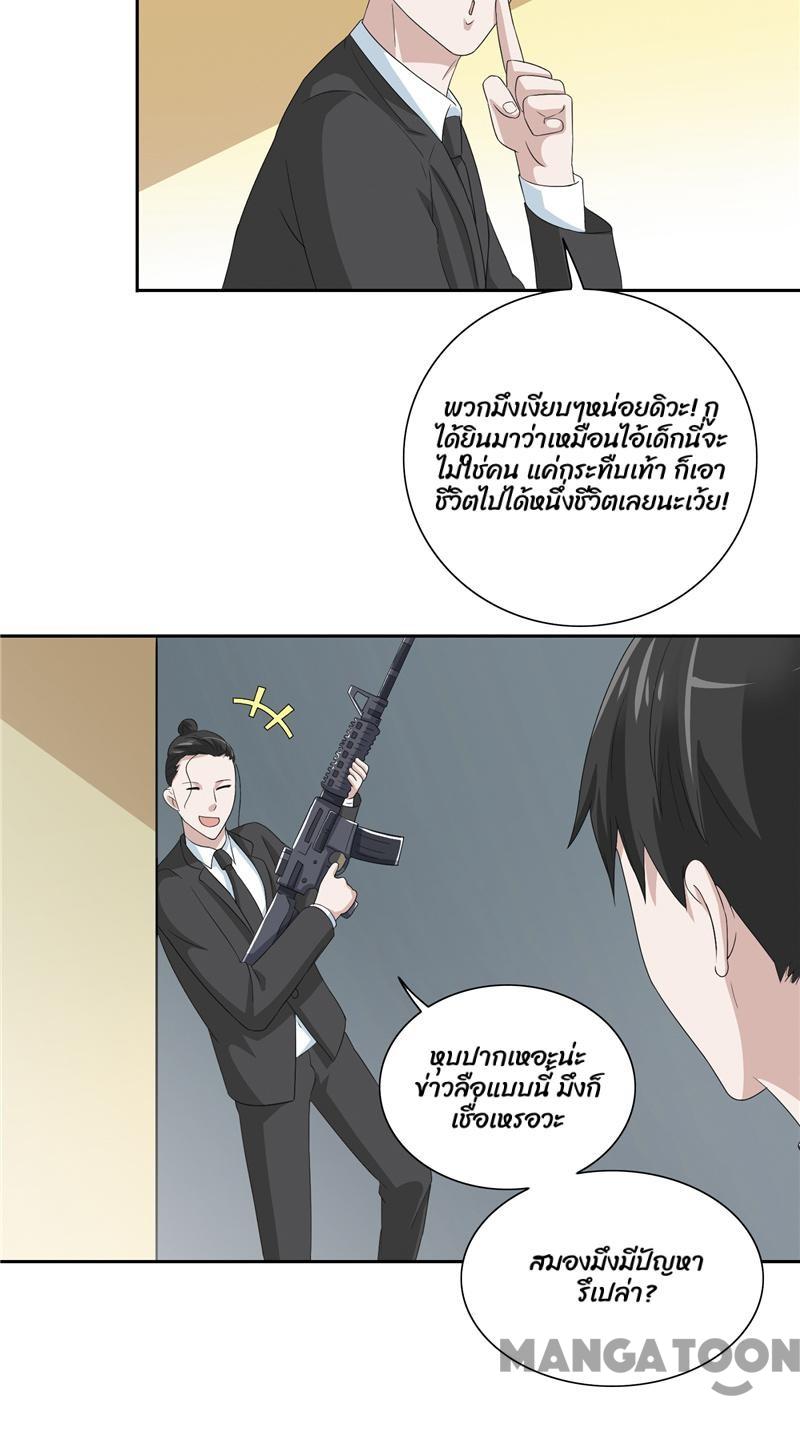 พวกมึงเงียบๆหน่อยดิวะ! กู
ได้ยินมาว่าเหมือนไอ้เด็กนี่จะ
ไม่ใช่คน แค่กระทืบเท้า ก็เอา
ชีวิตไปได้หนึ่งชีวิตเลยนะเว้ย!
หุบปากเหอะน่ะ
ข่าวลือแบบนี้ มึงก็
เชื่อเหรอวะ
สมองมึงมีปัญหา
รึเปล่า?
MANGATOON